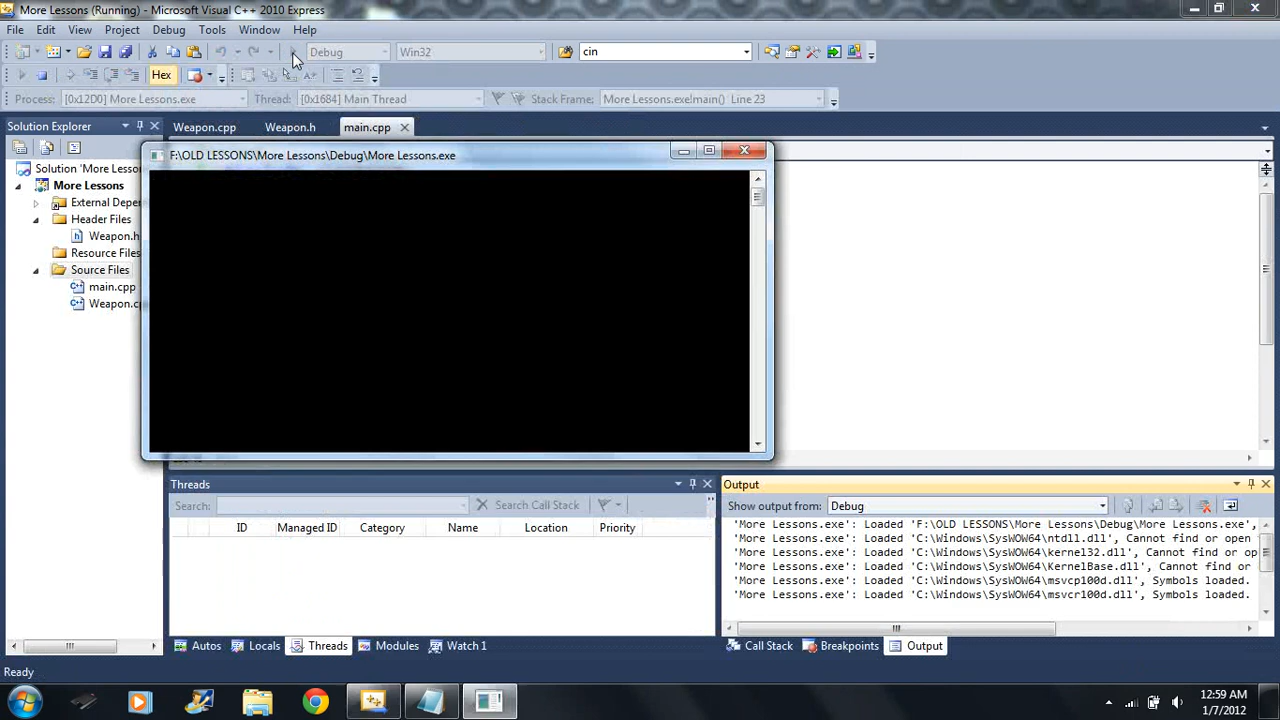 More Lessons (Running) - Microsoft Visual C++ 2010 Express
File Edit View Project Debug Tools Window Help
Debug Win32 cin
Hex
Process: [0x12D0] More Lessons.exe Thread: [0x1684] Main Thread Stack Frame: More Lessons.exe!main() Line 23
Solution Explorer
Weapon.cpp Weapon.h main.cpp
F:\OLD LESSONS\More Lessons\Debug\More Lessons.exe
Solution 'More Lesso
More Lessons
External Depe
Header Files
Weapon.h
Resource Files
Source Files
main.cpp
Weapon.c
Threads
Search: Search Call Stack
ID Managed ID Category Name Location Priority
Output
Show output from: Debug
'More Lessons.exe': Loaded 'F:\OLD LESSONS\More Lessons\Debug\More Lessons.exe',
'More Lessons.exe': Loaded 'C:\Windows\SysWOW64\ntdll.dll', Cannot find or open
'More Lessons.exe': Loaded 'C:\Windows\SysWOW64\kernel32.dll', Cannot find or op
'More Lessons.exe': Loaded 'C:\Windows\SysWOW64\KernelBase.dll', Cannot find or
'More Lessons.exe': Loaded 'C:\Windows\SysWOW64\msvcp100d.dll', Symbols loaded.
'More Lessons.exe': Loaded 'C:\Windows\SysWOW64\msvcr100d.dll', Symbols loaded.
Autos Locals Threads Modules Watch 1
Call Stack Breakpoints Output
Ready
12:59 AM
1/7/2012